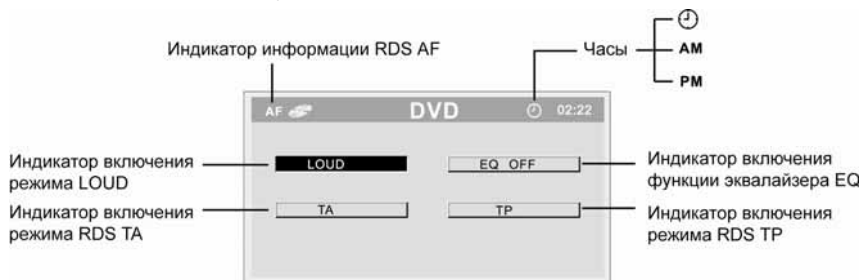 Индикатор информации RDS AF
Часы
AM
PM
AF
DVD
02:22
Индикатор включения
режима LOUD
LOUD
EQ OFF
Индикатор включения
функции эквалайзера EQ
Индикатор включения
режима RDS TA
TA
TP
Индикатор включения
режима RDS TP